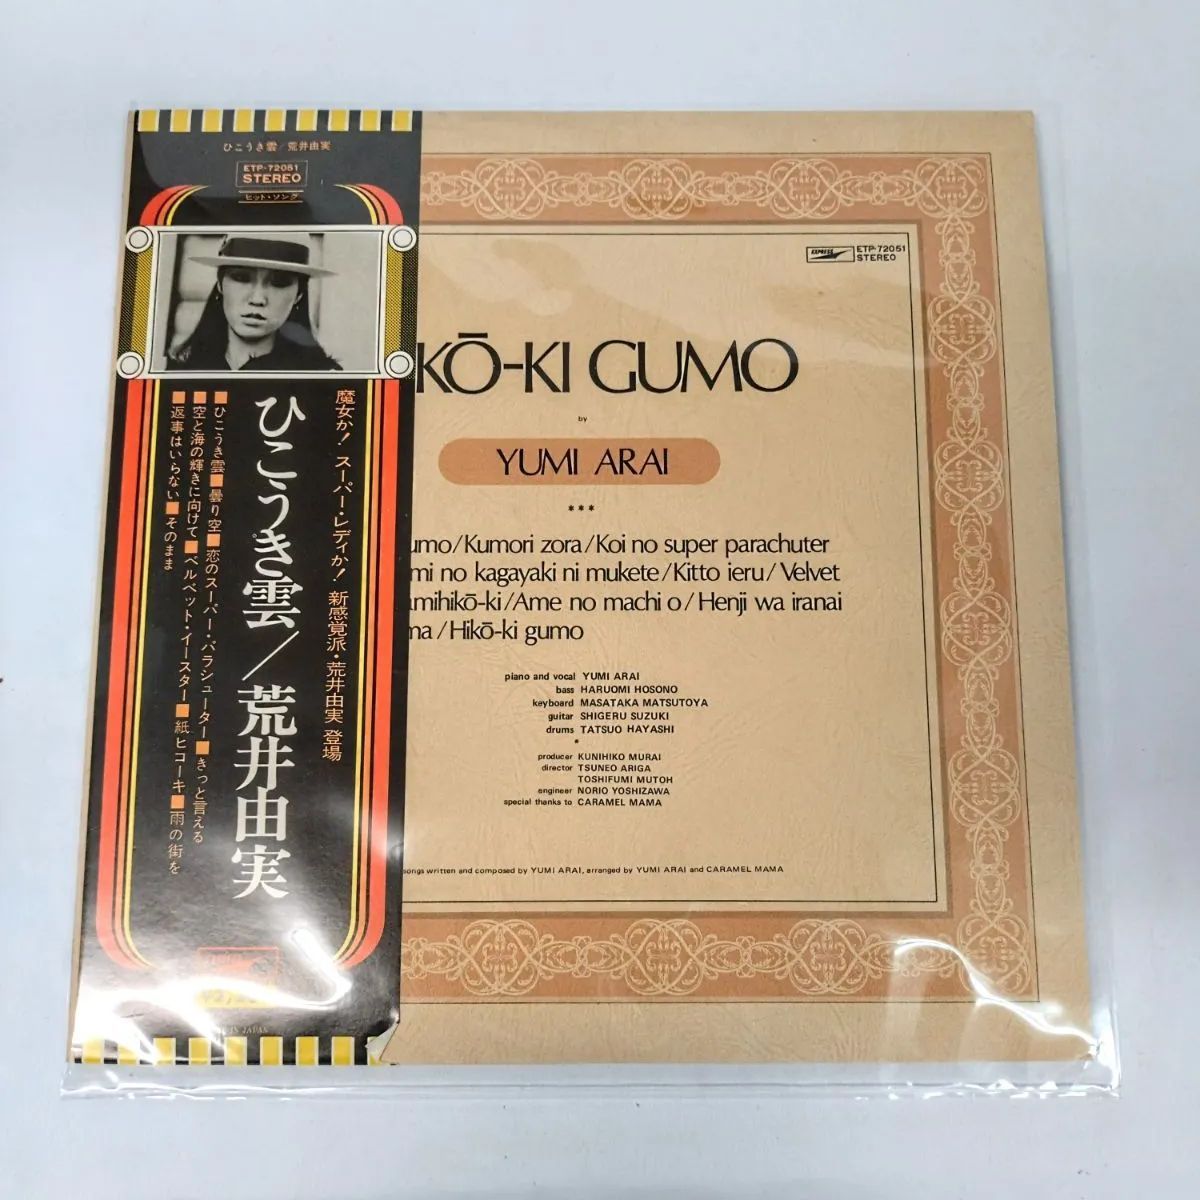 ひこうき雲/荒井由実
ETP-72051
STEREO
ヒット・ソング
魔女か!スーパー・レディか!新感覚派・荒井由実 登場
ひこうき雲/荒井由実
■ひこうき雲■曇り空■恋のスーパー・パラシューター■きっと言える
■空と海の輝きに向けて■ベルベット・イースター■紙ヒコーキ■雨の街を
■返事はいらない■そのまま
IN JAPAN
EXPRESS
ETP-72051
STEREO
KŌ-KI GUMO
by
YUMI ARAI
***
umo/Kumori zora/Koi no super parachuter
mi no kagayaki ni mukete/Kitto ieru/Velvet
amihikō-ki/Ame no machi o/Henji wa iranai
ma/Hikō-ki gumo
piano and vocal YUMI ARAI
bass HARUOMI HOSONO
keyboard MASATAKA MATSUTOYA
guitar SHIGERU SUZUKI
drums TATSUO HAYASHI
*
producer KUNIHIKO MURAI
director TSUNEO ARIGA
TOSHIFUMI MUTOH
engineer NORIO YOSHIZAWA
special thanks to CARAMEL MAMA
songs written and composed by YUMI ARAI, arranged by YUMI ARAI and CARAMEL MAMA